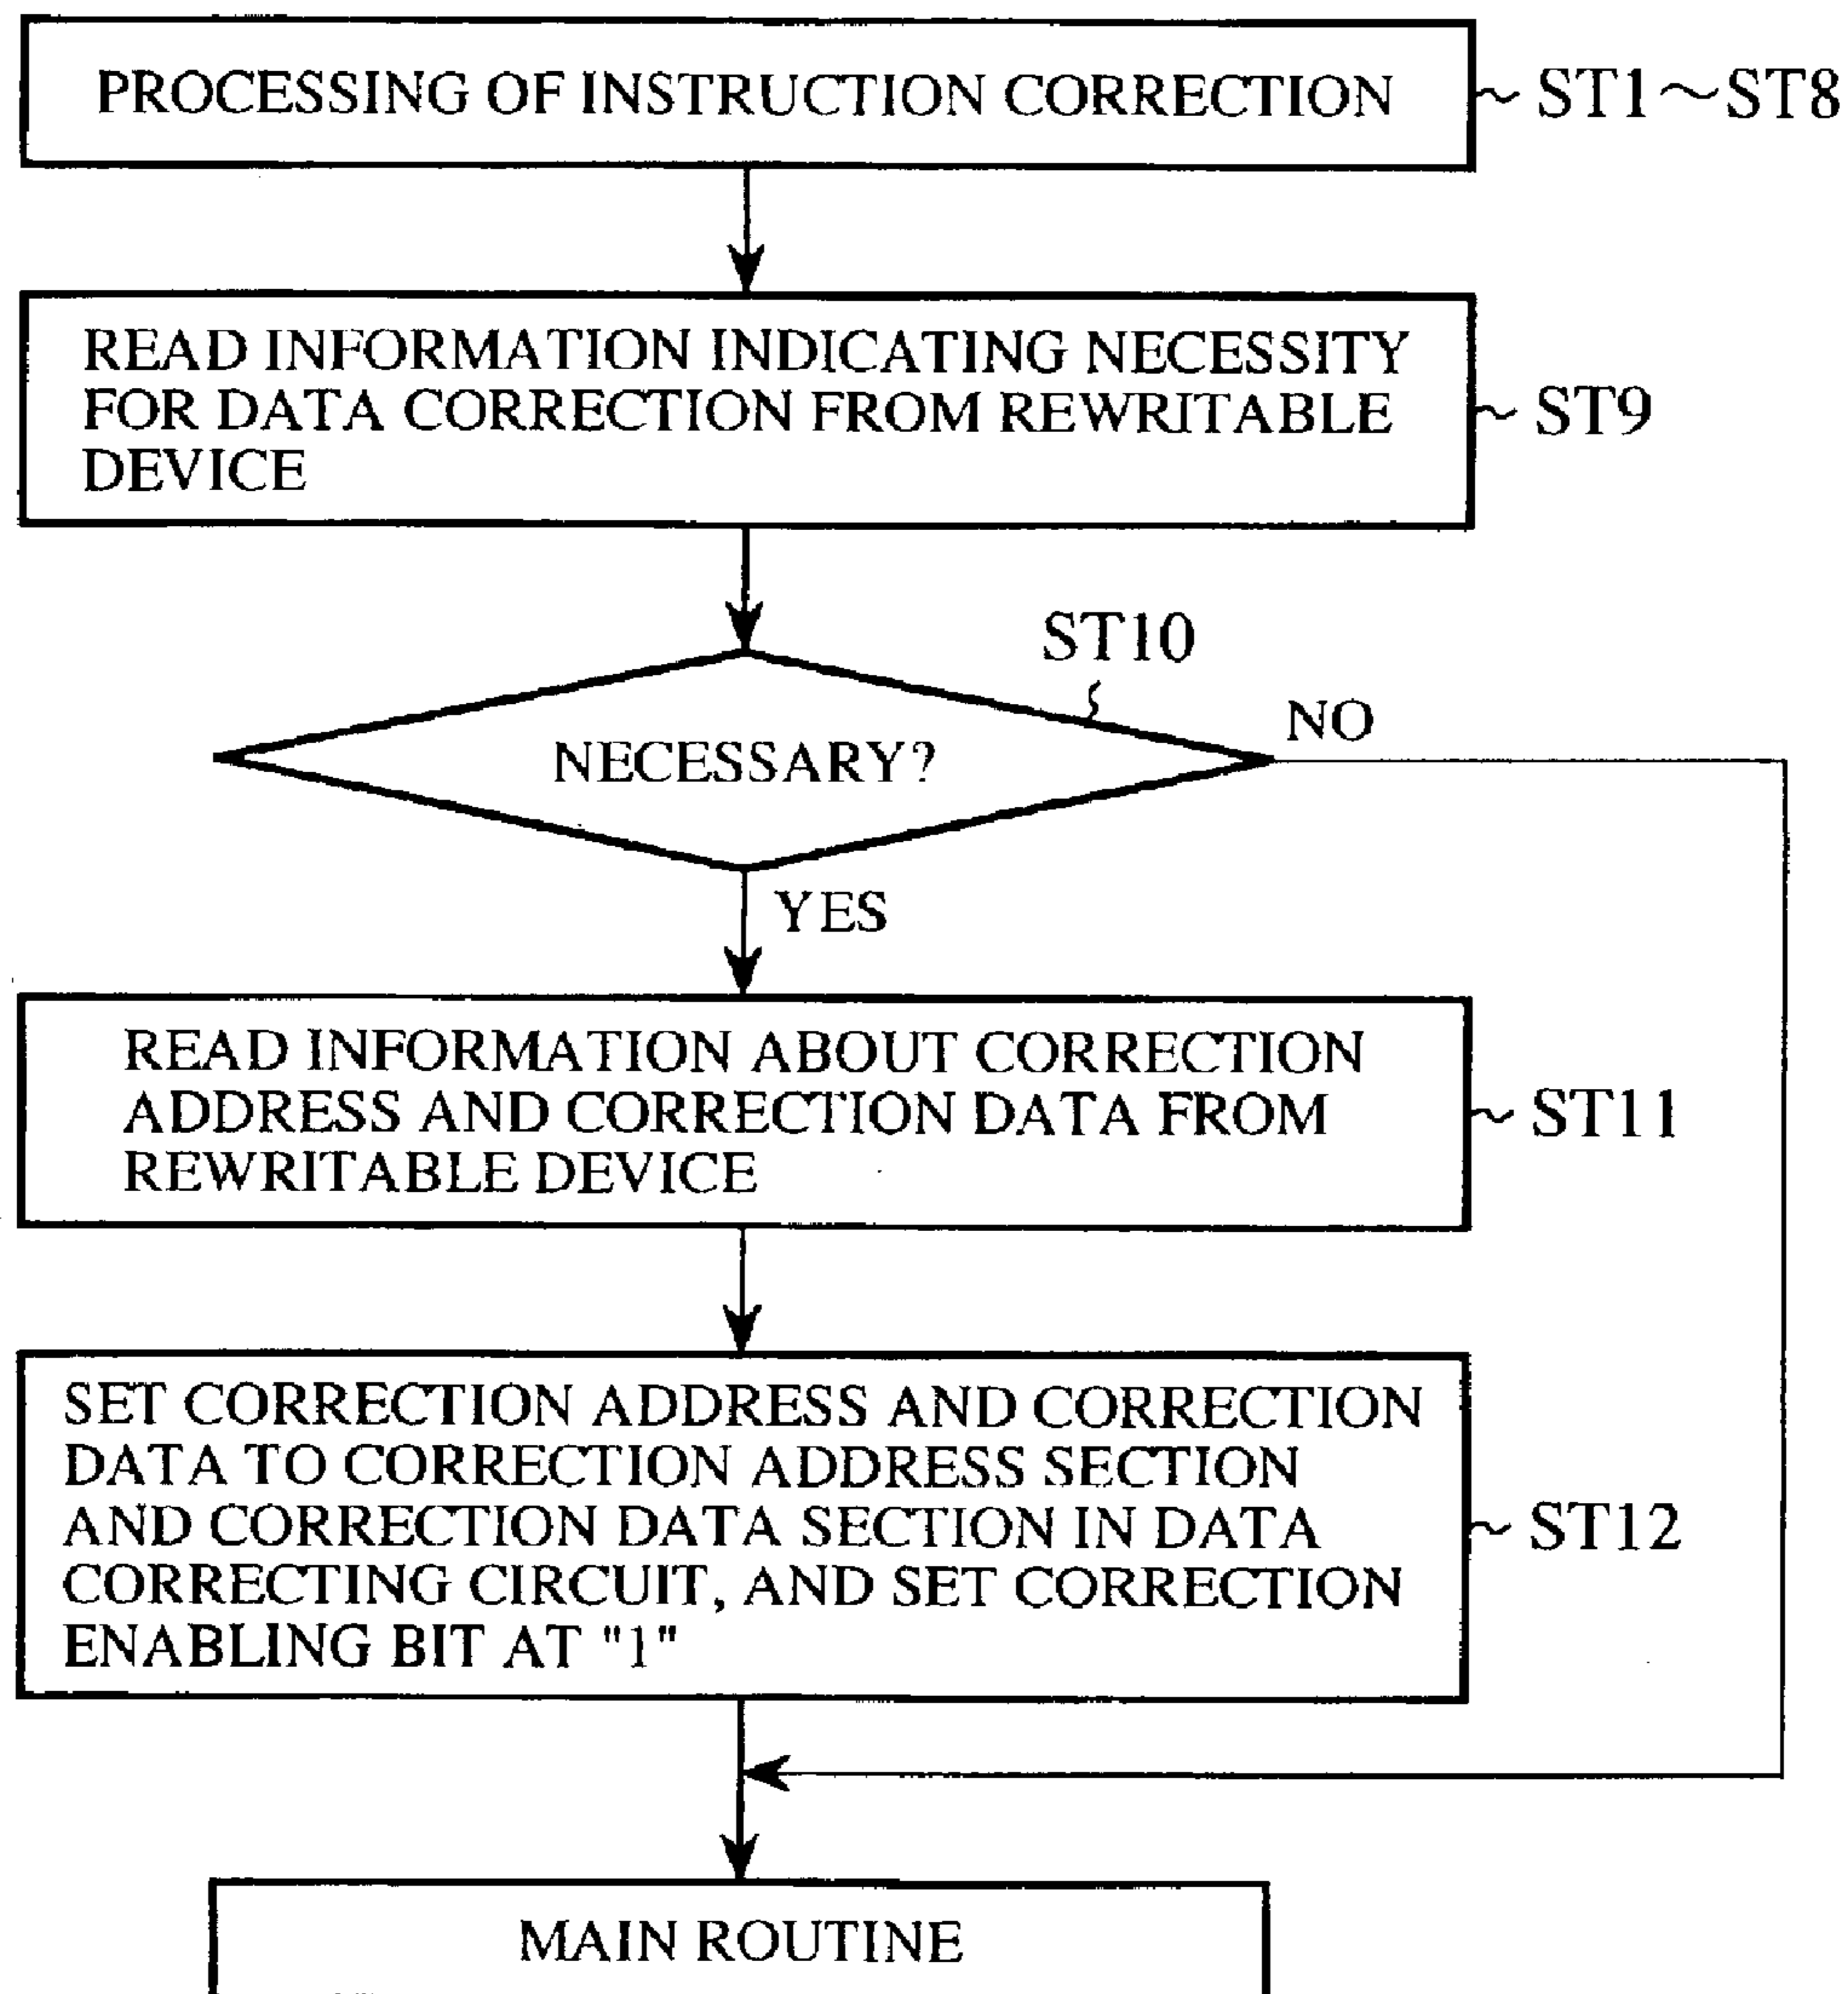 PROCESSING OF INSTRUCTION CORRECTION
ST1~ST8
READ INFORMATION INDICATING NECESSITY
FOR DATA CORRECTION FROM REWRITABLE
DEVICE
ST9
ST10
NECESSARY?
NO
YES
READ INFORMATION ABOUT CORRECTION
ADDRESS AND CORRECTION DATA FROM
REWRITABLE DEVICE
ST11
SET CORRECTION ADDRESS AND CORRECTION
DATA TO CORRECTION ADDRESS SECTION
AND CORRECTION DATA SECTION IN DATA
CORRECTING CIRCUIT, AND SET CORRECTION
ENABLING BIT AT "1"
ST12
MAIN ROUTINE